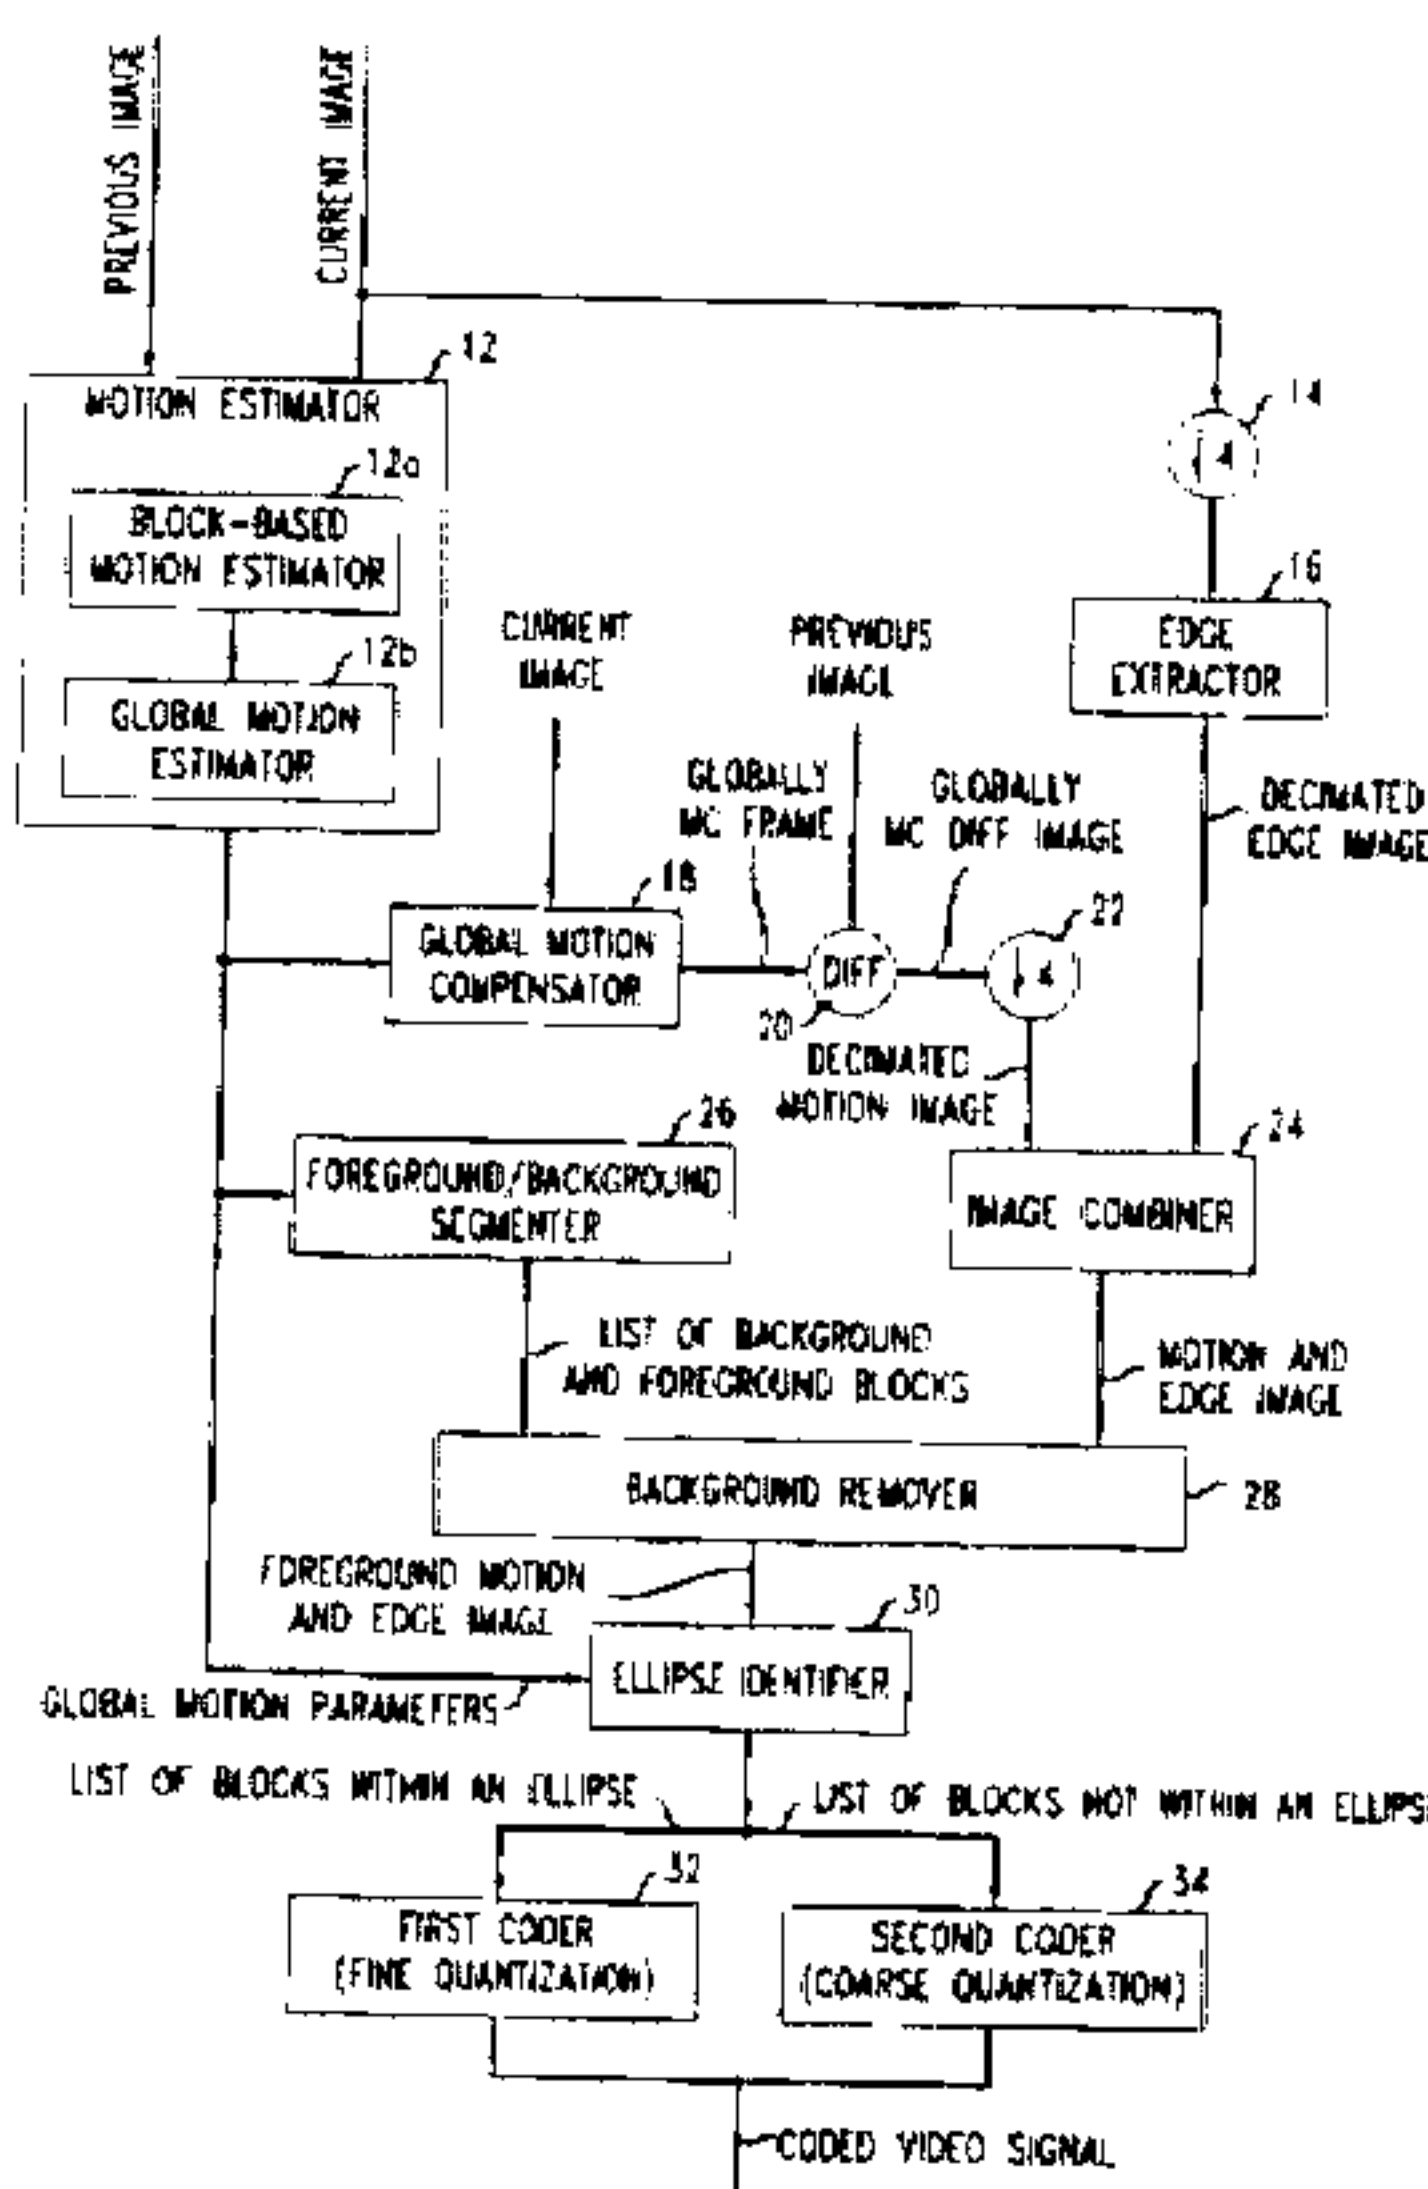 PREVIOUS IMAGE
CURRENT IMAGE
12
MOTION ESTIMATOR
14
↓4
12a
BLOCK-BASED
MOTION ESTIMATOR
16
EDGE
EXTRACTOR
12b
GLOBAL MOTION
ESTIMATOR
CURRENT
IMAGE
PREVIOUS
IMAGE
GLOBALLY
MC FRAME
GLOBALLY
MC DIFF IMAGE
DECIMATED
EDGE IMAGE
18
GLOBAL MOTION
COMPENSATOR
DIFF
20
22
↓4
DECIMATED
MOTION IMAGE
26
FOREGROUND/BACKGROUND
SEGMENTER
24
IMAGE COMBINER
LIST OF BACKGROUND
AND FOREGROUND BLOCKS
MOTION AND
EDGE IMAGE
BACKGROUND REMOVER
28
FOREGROUND MOTION
AND EDGE IMAGE
30
ELLIPSE IDENTIFIER
GLOBAL MOTION PARAMETERS
LIST OF BLOCKS WITHIN AN ELLIPSE
LIST OF BLOCKS NOT WITHIN AN ELLIPS
32
FIRST CODER
(FINE QUANTIZATION)
34
SECOND CODER
(COARSE QUANTIZATION)
CODED VIDEO SIGNAL